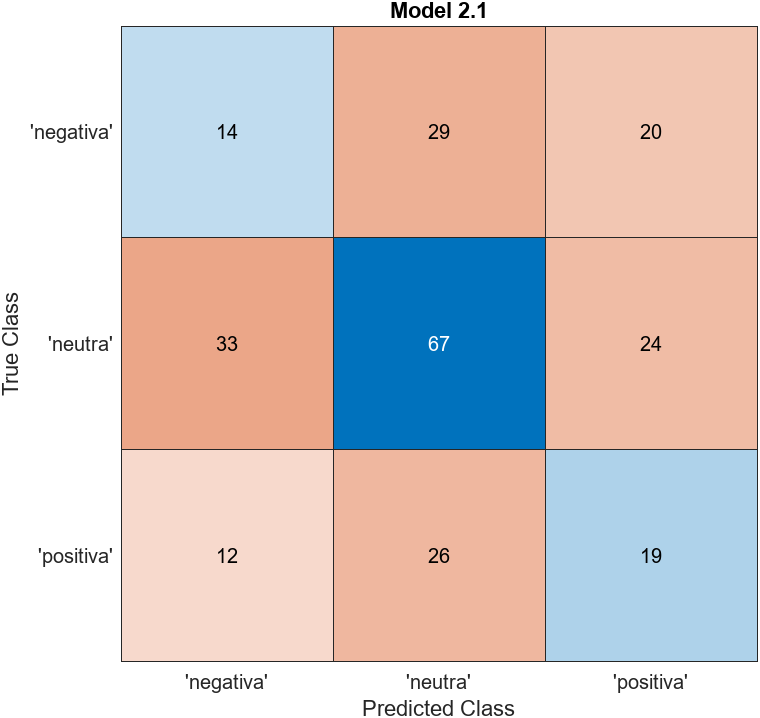 Model 2.1
True Class
'negativa' 14 29 20
'neutra' 33 67 24
'positiva' 12 26 19
'negativa' 'neutra' 'positiva'
Predicted Class